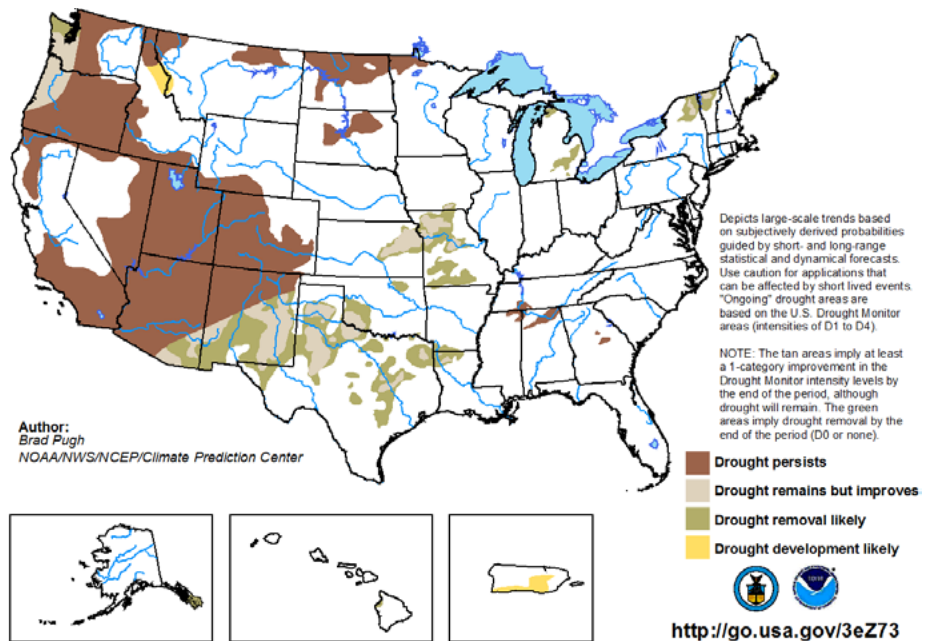 Depicts large-scale trends based
on subjectively derived probabilities
guided by short- and long-range
statistical and dynamical forecasts.
Use caution for applications that
can be affected by short lived events.
"Ongoing" drought areas are
based on the U.S. Drought Monitor
areas (intensities of D1 to D4).
NOTE: The tan areas imply at least
a 1-category improvement in the
Drought Monitor intensity levels by
the end of the period, although
drought will remain. The green
areas imply drought removal by the
end of the period (D0 or none).
Author:
Brad Pugh
NOAA/NWS/NCEP/Climate Prediction Center
Drought persists
Drought remains but improves
Drought removal likely
Drought development likely
http://go.usa.gov/3eZ73